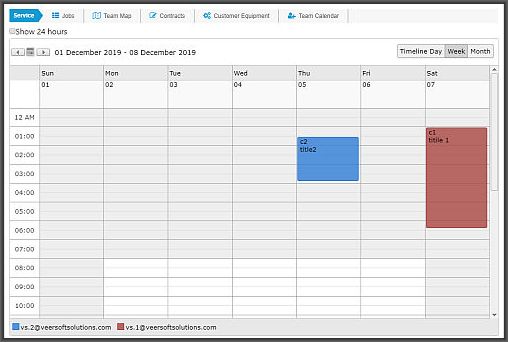 Service Jobs Team Map Contracts Customer Equipment Team Calendar
Show 24 hours
01 December 2019 - 08 December 2019 Timeline Day Week Month
Sun Mon Tue Wed Thu Fri Sat
01 02 03 04 05 06 07
12 AM
01:00
c1
titile 1
c2
titile2
02:00
03:00
04:00
05:00
06:00
07:00
08:00
09:00
10:00
vs.2@veersoftsolutions.com vs.1@veersoftsolutions.com